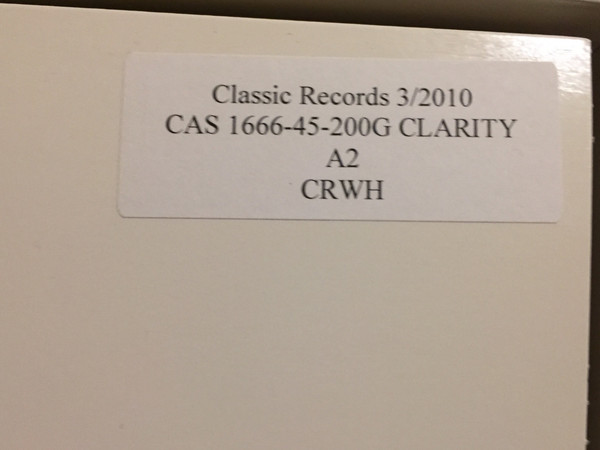 Classic Records 3/2010
CAS 1666-45-200G CLARITY
A2
CRWH